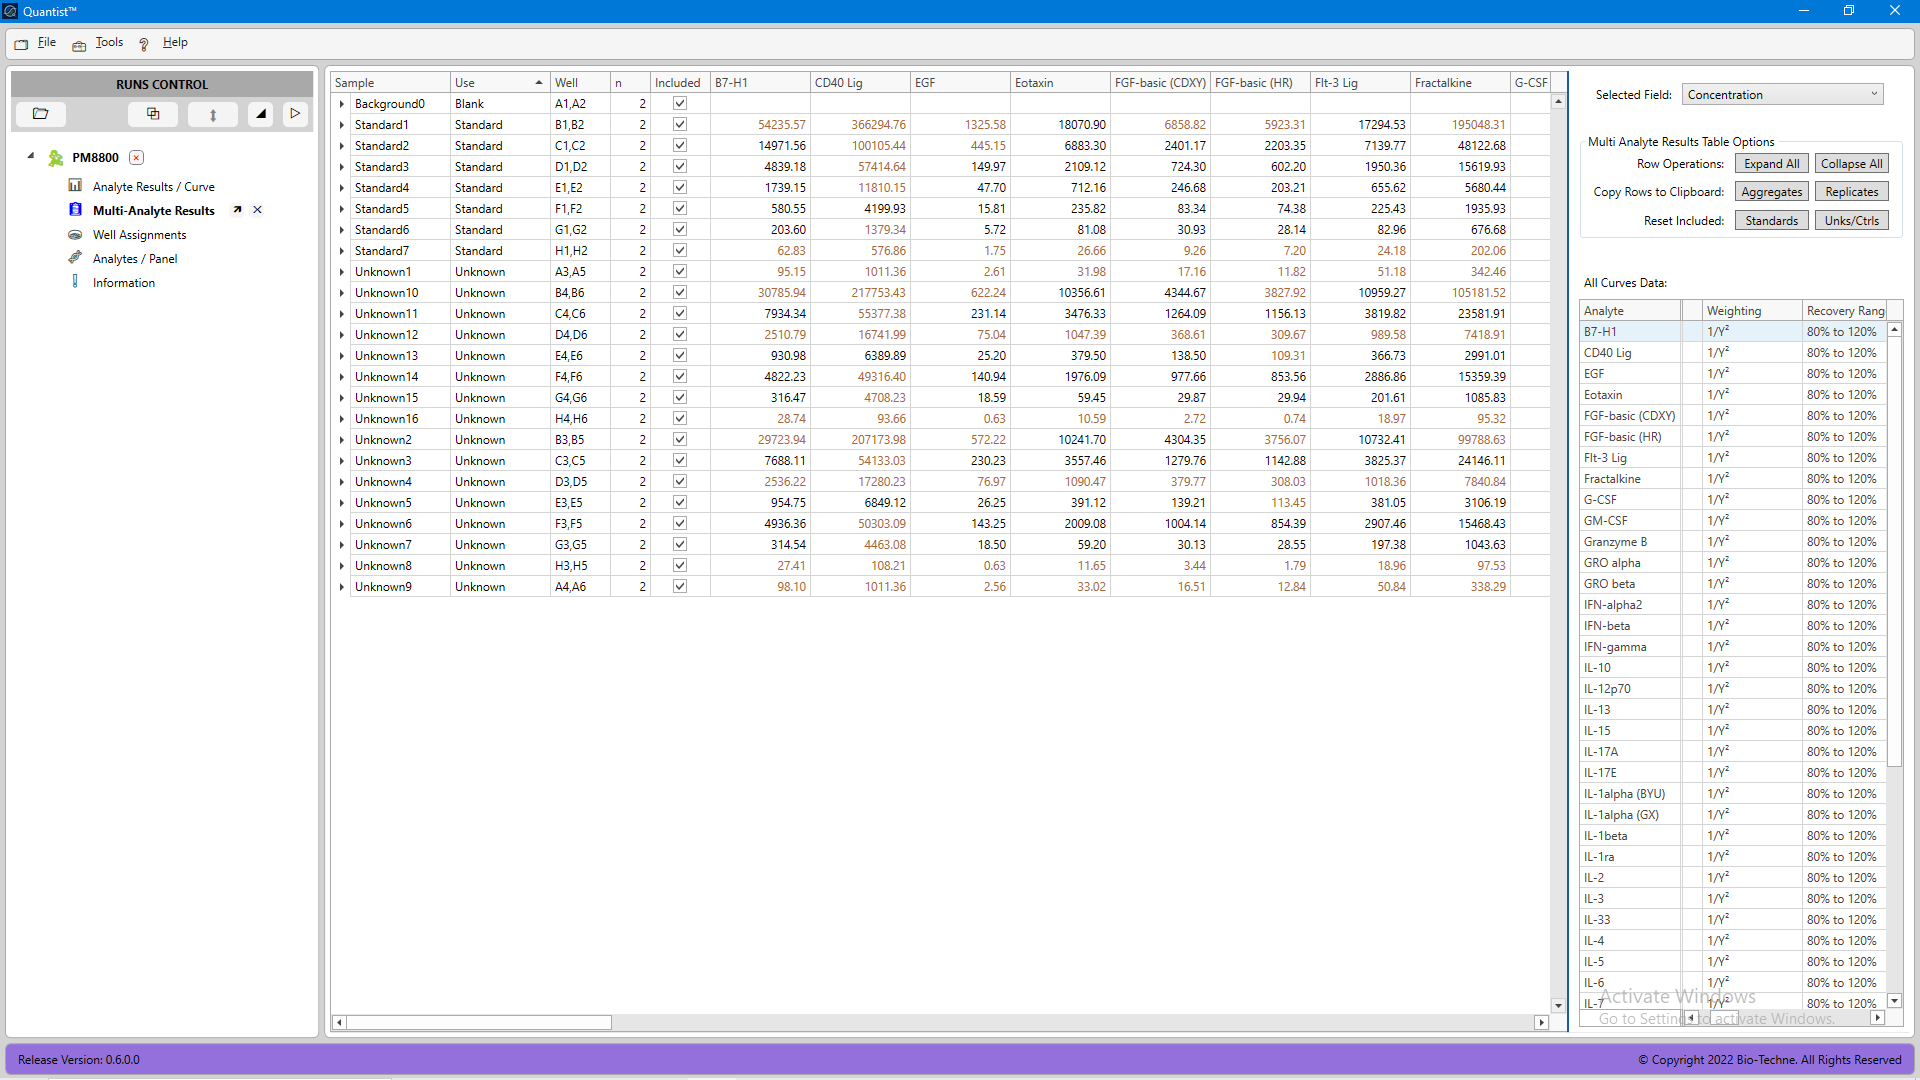 Quantist™
File Tools ? Help
RUNS CONTROL
PM8800
Analyte Results / Curve
Multi-Analyte Results
Well Assignments
Analytes / Panel
Information
Sample Use Well n Included B7-H1 CD40 Lig EGF Eotaxin FGF-basic (CDXY) FGF-basic (HR) Flt-3 Lig Fractalkine G-CSF
Background0 Blank A1,A2 2
Standard1 Standard B1,B2 2 54235.57 366294.76 1325.58 18070.90 6858.82 5923.31 17294.53 195048.31
Standard2 Standard C1,C2 2 14971.56 100105.44 445.15 6883.30 2401.17 2203.35 7139.77 48122.68
Standard3 Standard D1,D2 2 4839.18 57414.64 149.97 2109.12 724.30 602.20 1950.36 15619.93
Standard4 Standard E1,E2 2 1739.15 11810.15 47.70 712.16 246.68 203.21 655.62 5680.44
Standard5 Standard F1,F2 2 580.55 4199.93 15.81 235.82 83.34 74.38 225.43 1935.93
Standard6 Standard G1,G2 2 203.60 1379.34 5.72 81.08 30.93 28.14 82.96 676.68
Standard7 Standard H1,H2 2 62.83 576.86 1.75 26.66 9.26 7.20 24.18 202.06
Unknown1 Unknown A3,A5 2 95.15 1011.36 2.61 31.98 17.16 11.82 51.18 342.46
Unknown10 Unknown B4,B6 2 30785.94 217753.43 622.24 10356.61 4344.67 3827.92 10959.27 105181.52
Unknown11 Unknown C4,C6 2 7934.34 55377.38 231.14 3476.33 1264.09 1156.13 3819.82 23581.91
Unknown12 Unknown D4,D6 2 2510.79 16741.99 75.04 1047.39 368.61 309.67 989.58 7418.91
Unknown13 Unknown E4,E6 2 930.98 6389.89 25.20 379.50 138.50 109.31 366.73 2991.01
Unknown14 Unknown F4,F6 2 4822.23 49316.40 140.94 1976.09 977.66 853.56 2886.86 15359.39
Unknown15 Unknown G4,G6 2 316.47 4708.23 18.59 59.45 29.87 29.94 201.61 1085.83
Unknown16 Unknown H4,H6 2 28.74 93.66 0.63 10.59 2.72 0.74 18.97 95.32
Unknown2 Unknown B3,B5 2 29723.94 207173.98 572.22 10241.70 4304.35 3756.07 10732.41 99788.63
Unknown3 Unknown C3,C5 2 7688.11 54133.03 230.23 3557.46 1279.76 1142.88 3825.37 24146.11
Unknown4 Unknown D3,D5 2 2536.22 17280.23 76.97 1090.47 379.77 308.03 1018.36 7840.84
Unknown5 Unknown E3,E5 2 954.75 6849.12 26.25 391.12 139.21 113.45 381.05 3106.19
Unknown6 Unknown F3,F5 2 4936.36 50303.09 143.25 2009.08 1004.14 854.39 2907.46 15468.43
Unknown7 Unknown G3,G5 2 314.54 4463.08 18.50 59.20 30.13 28.55 197.38 1043.63
Unknown8 Unknown H3,H5 2 27.41 108.21 0.63 11.65 3.44 1.79 18.96 97.53
Unknown9 Unknown A4,A6 2 98.10 1011.36 2.56 33.02 16.51 12.84 50.84 338.29
Selected Field: Concentration
Multi Analyte Results Table Options
Row Operations: Expand All Collapse All
Copy Rows to Clipboard: Aggregates Replicates
Reset Included: Standards Unks/Ctrls
All Curves Data:
Analyte Weighting Recovery Rang
B7-H1 1/Y² 80% to 120%
CD40 Lig 1/Y² 80% to 120%
EGF 1/Y² 80% to 120%
Eotaxin 1/Y² 80% to 120%
FGF-basic (CDXY) 1/Y² 80% to 120%
FGF-basic (HR) 1/Y² 80% to 120%
Flt-3 Lig 1/Y² 80% to 120%
Fractalkine 1/Y² 80% to 120%
G-CSF 1/Y² 80% to 120%
GM-CSF 1/Y² 80% to 120%
Granzyme B 1/Y² 80% to 120%
GRO alpha 1/Y² 80% to 120%
GRO beta 1/Y² 80% to 120%
IFN-alpha2 1/Y² 80% to 120%
IFN-beta 1/Y² 80% to 120%
IFN-gamma 1/Y² 80% to 120%
IL-10 1/Y² 80% to 120%
IL-12p70 1/Y² 80% to 120%
IL-13 1/Y² 80% to 120%
IL-15 1/Y² 80% to 120%
IL-17A 1/Y² 80% to 120%
IL-17E 1/Y² 80% to 120%
IL-1alpha (BYU) 1/Y² 80% to 120%
IL-1alpha (GX) 1/Y² 80% to 120%
IL-1beta 1/Y² 80% to 120%
IL-1ra 1/Y² 80% to 120%
IL-2 1/Y² 80% to 120%
IL-3 1/Y² 80% to 120%
IL-33 1/Y² 80% to 120%
IL-4 1/Y² 80% to 120%
IL-5 1/Y² 80% to 120%
IL-6 1/Y² 80% to 120%
IL-7 1/Y² 80% to 120%
Activate Windows
Go to Settings to activate Windows.
Release Version: 0.6.0.0
© Copyright 2022 Bio-Techne. All Rights Reserved